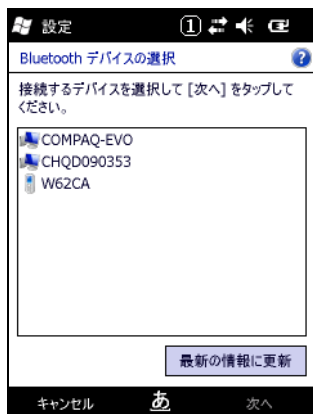 設定 1
Bluetooth デバイスの選択 ?
接続するデバイスを選択して [次へ] をタップして
ください。
COMPAQ-EVO
CHQD090353
W62CA
最新の情報に更新
キャンセル あ 次へ